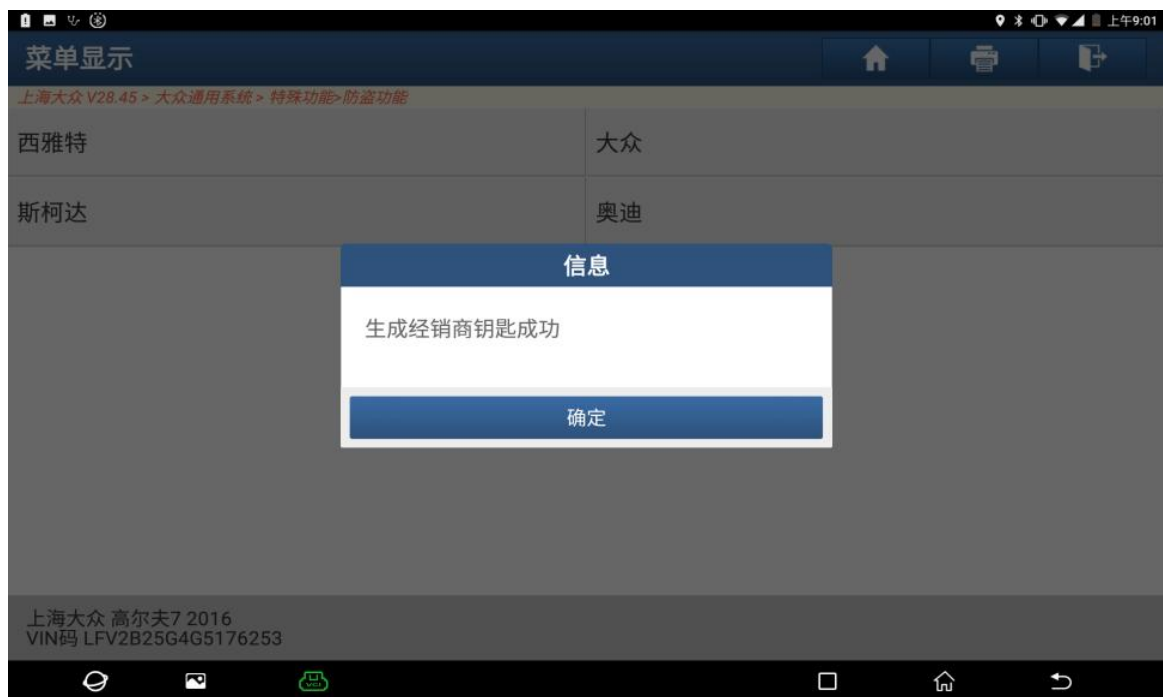 上午9:01
菜单显示
上海大众 V28.45 > 大众通用系统 > 特殊功能>防盗功能
西雅特
大众
斯柯达
奥迪
信息
生成经销商钥匙成功
确定
上海大众 高尔夫7 2016
VIN码 LFV2B25G4G5176253
VCI